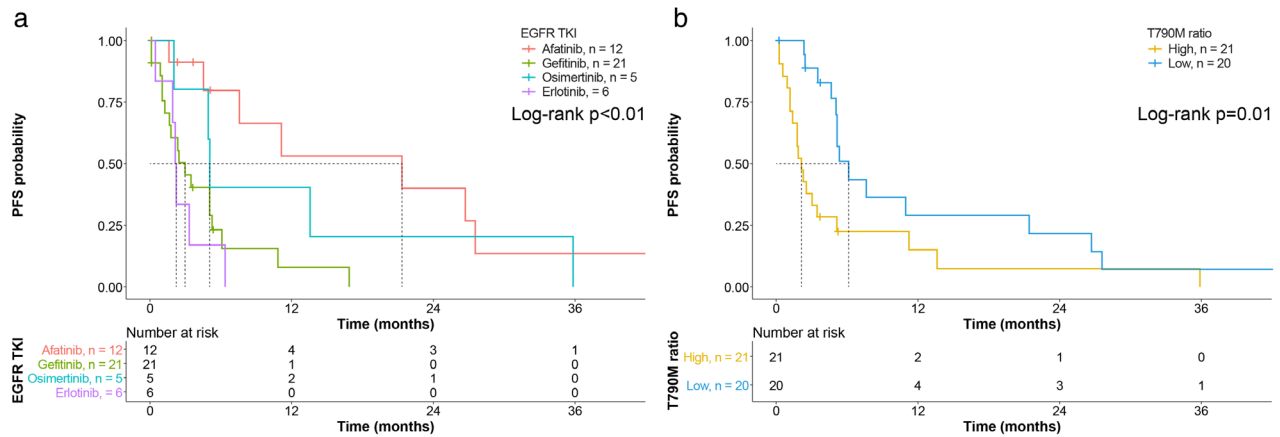 a
EGFR TKI
Afatinib, n = 12
Gefitinib, n = 21
Osimertinib, n = 5
Erlotinib, = 6
Log-rank p<0.01
PFS probability
1.00
0.75
0.50
0.25
0.00
0 12 24 36
Time (months)
Number at risk
EGFR TKI
Afatinib, n = 12 12 4 3 1
Gefitinib, n = 21 21 1 0 0
Osimertinib, n = 5 5 2 1 0
Erlotinib, = 6 6 0 0 0
0 12 24 36
Time (months)
b
T790M ratio
High, n = 21
Low, n = 20
Log-rank p=0.01
PFS probability
1.00
0.75
0.50
0.25
0.00
0 12 24 36
Time (months)
Number at risk
T790M ratio
High, n = 21 21 2 1 0
Low, n = 20 20 4 3 1
0 12 24 36
Time (months)